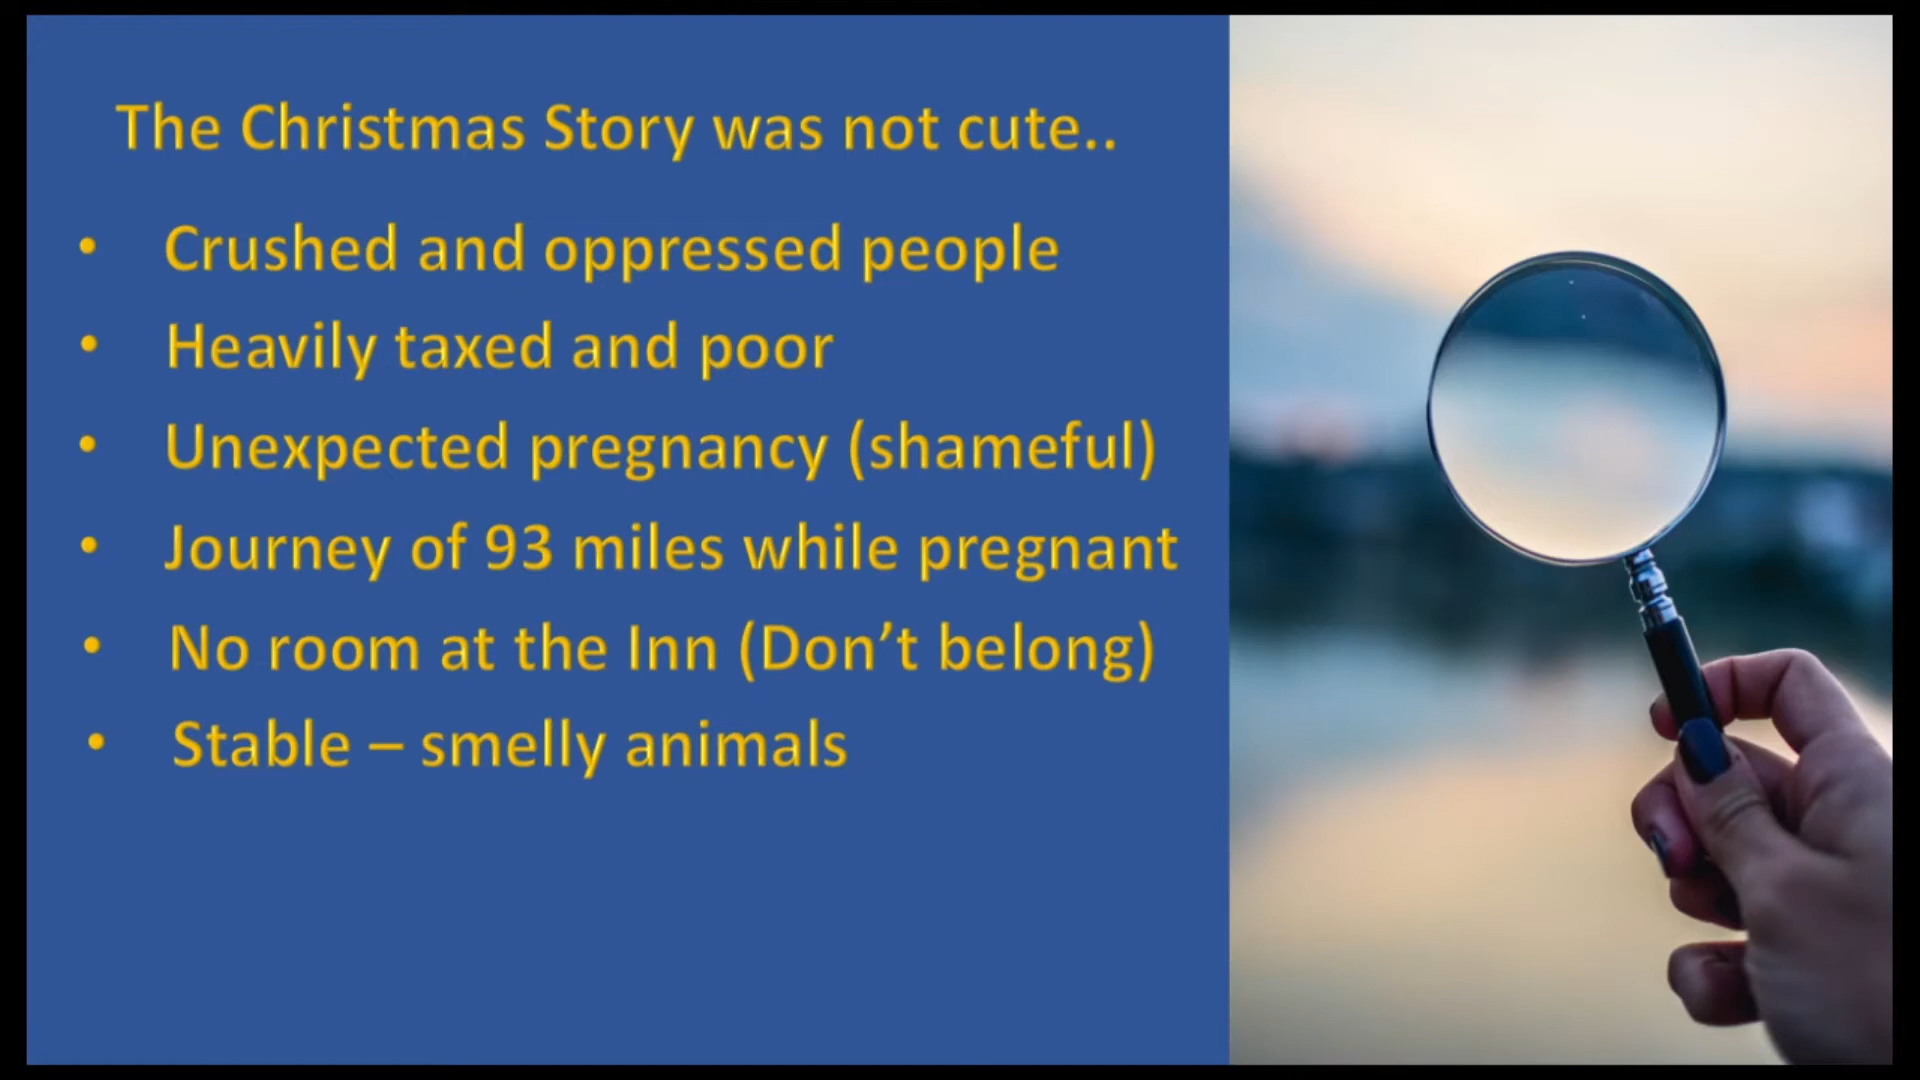 The Christmas Story was not cute..
• Crushed and oppressed people
• Heavily taxed and poor
• Unexpected pregnancy (shameful)
• Journey of 93 miles while pregnant
• No room at the Inn (Don’t belong)
• Stable – smelly animals